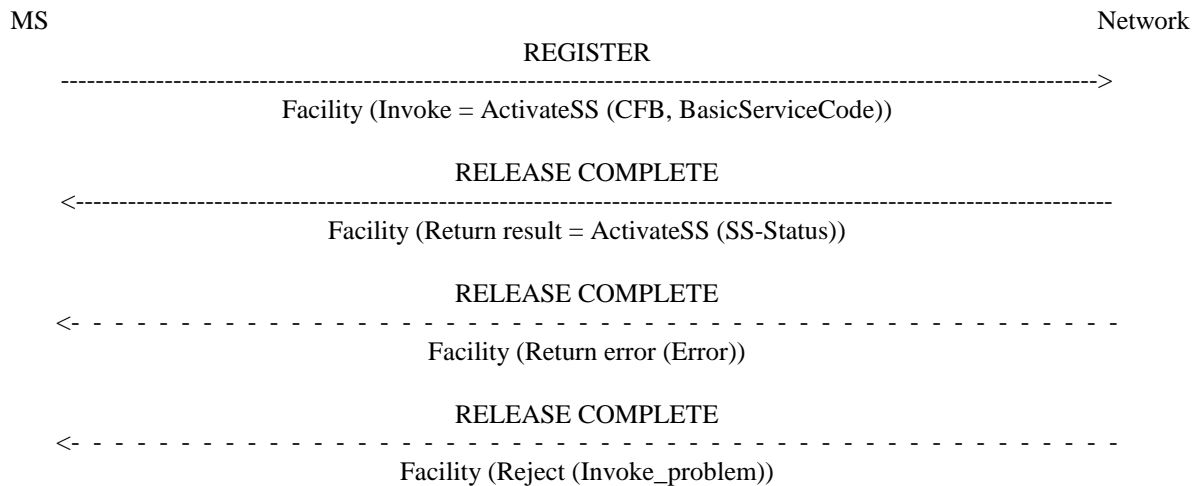 MS Network
REGISTER
Facility (Invoke = ActivateSS (CFB, BasicServiceCode))
RELEASE COMPLETE
Facility (Return result = ActivateSS (SS-Status))
RELEASE COMPLETE
Facility (Return error (Error))
RELEASE COMPLETE
Facility (Reject (Invoke_problem))